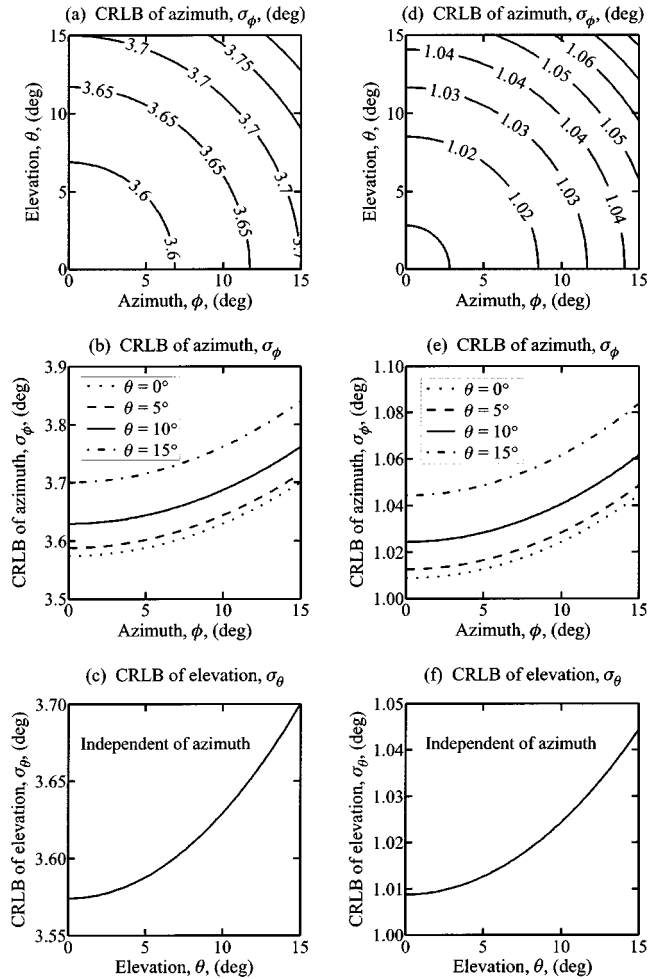 (a) CRLB of azimuth, σϕ, (deg)
15
10
5
0
Elevation, θ, (deg)
3.7
3.75
3.65
3.7
3.65
3.6
3.7
3.65
3.6
3.7
0 5 10 15
Azimuth, ϕ, (deg)
(d) CRLB of azimuth, σϕ, (deg)
15
10
5
0
Elevation, θ, (deg)
1.04
1.05
1.06
1.03
1.04
1.05
1.02
1.03
1.04
1.02
1.03
1.04
0 5 10 15
Azimuth, ϕ, (deg)
(b) CRLB of azimuth, σϕ
3.9
3.8
3.7
3.6
3.5
CRLB of azimuth, σϕ, (deg)
θ = 0°
θ = 5°
θ = 10°
θ = 15°
0 5 10 15
Azimuth, ϕ, (deg)
(e) CRLB of azimuth, σϕ
1.10
1.08
1.06
1.04
1.02
1.00
CRLB of azimuth, σϕ, (deg)
θ = 0°
θ = 5°
θ = 10°
θ = 15°
0 5 10 15
Azimuth, ϕ, (deg)
(c) CRLB of elevation, σθ
3.70
3.65
3.60
3.55
CRLB of elevation, σθ, (deg)
Independent of azimuth
0 5 10 15
Elevation, θ, (deg)
(f) CRLB of elevation, σθ
1.05
1.04
1.03
1.02
1.01
1.00
CRLB of elevation, σθ, (deg)
Independent of azimuth
0 5 10 15
Elevation, θ, (deg)